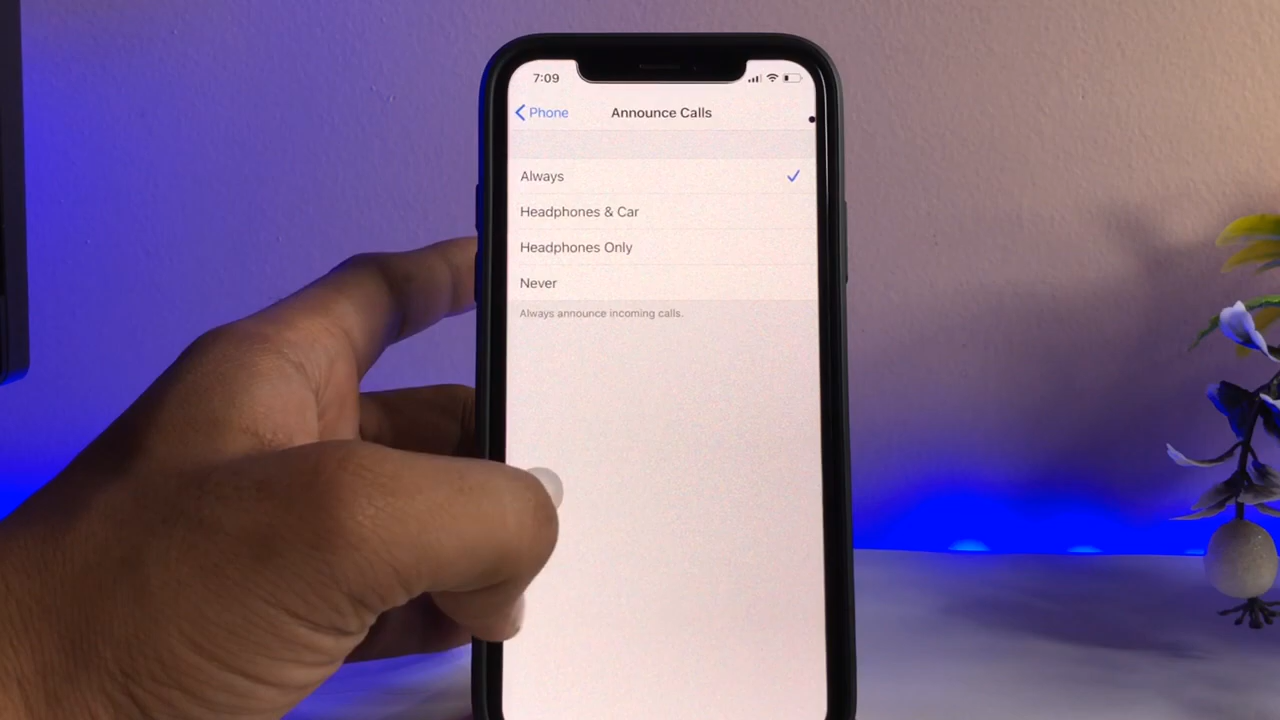 7:09
Phone
Announce Calls
Always
Headphones & Car
Headphones Only
Never
Always announce incoming calls.